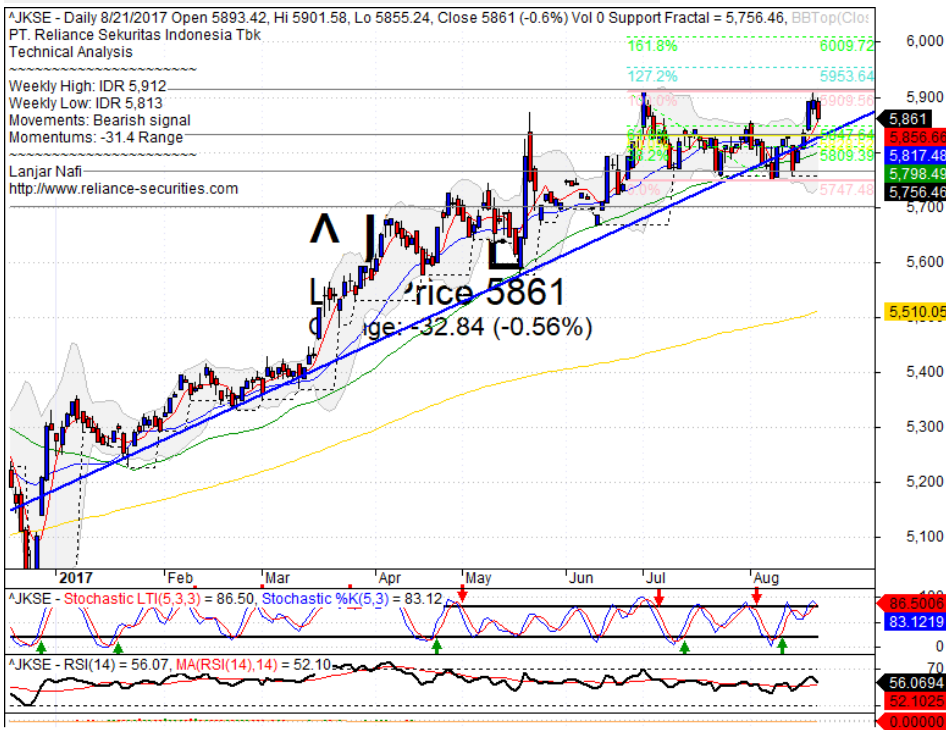 ^JKSE - Daily 8/21/2017 Open 5893.42, Hi 5901.58, Lo 5855.24, Close 5861 (-0.6%) Vol 0 Support Fractal = 5,756.46, BBTop(Clos
PT. Reliance Sekuritas Indonesia Tbk
Technical Analysis
~~~~~~~~~~~~~~~~~~~~~
Weekly High: IDR 5,912
Weekly Low: IDR 5,813
Movements: Bearish signal
Momentums: -31.4 Range
~~~~~~~~~~~~~~~~~~~~~
Lanjar Nafi
http://www.reliance-securities.com
161.8% 6009.72
127.2% 5953.64
5909.56
5847.64
5809.39
5747.48
6,000
5,900
5,861
5,856.66
5,817.48
5,798.49
5,756.46
5,700
5,600
5,510.05
5,400
5,300
5,200
5,100
Price 5861
-32.84 (-0.56%)
2017 Feb Mar Apr May Jun Jul Aug
^JKSE - Stochastic LTI(5,3,3) = 86.50, Stochastic %K(5,3) = 83.12
86.5006
83.1219
0
^JKSE - RSI(14) = 56.07, MA(RSI(14),14) = 52.10
70
56.0694
52.1025
0.00000